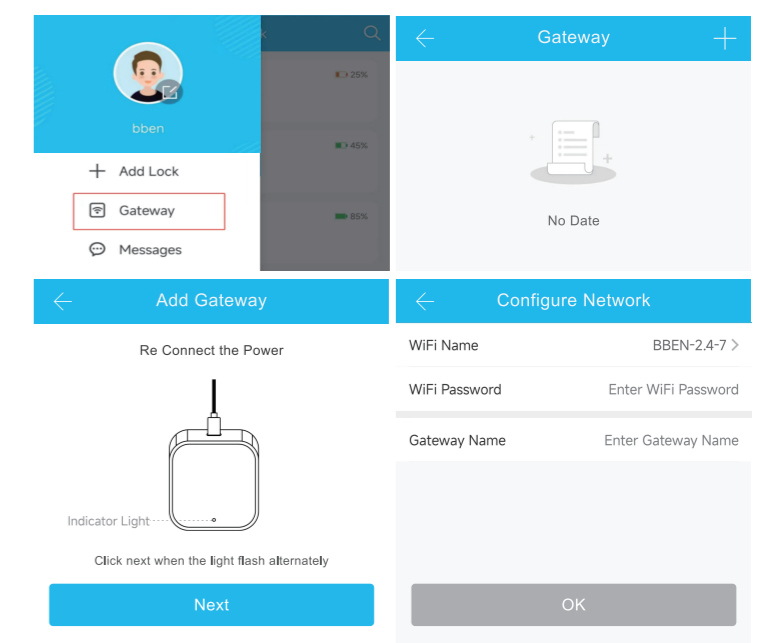 k
25%
bben
45%
Add Lock
Gateway
85%
Messages
Gateway
No Date
Add Gateway
Re Connect the Power
Indicator Light
Click next when the light flash alternately
Next
Configure Network
WiFi Name BBEN-2.4-7 >
WiFi Password Enter WiFi Password
Gateway Name Enter Gateway Name
OK